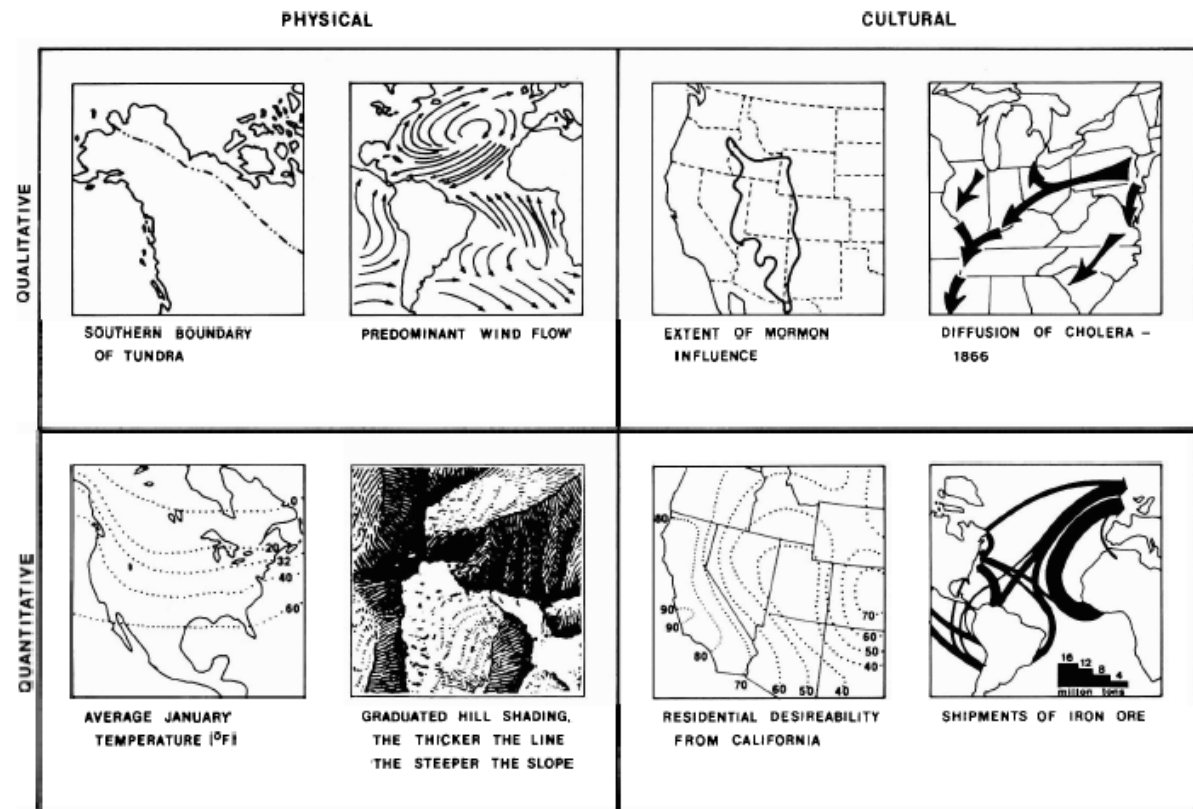 PHYSICAL
CULTURAL
QUALITATIVE
SOUTHERN BOUNDARY
OF TUNDRA
PREDOMINANT WIND FLOW
EXTENT OF MORMON
INFLUENCE
DIFFUSION OF CHOLERA –
1866
QUANTITATIVE
0
20
32
40
60
AVERAGE JANUARY
TEMPERATURE (°F)
GRADUATED HILL SHADING,
THE THICKER THE LINE
THE STEEPER THE SLOPE
80
90
90
80
70
60
50
40
70
60
50
40
RESIDENTIAL DESIREABILITY
FROM CALIFORNIA
16
12
8
4
millon tons
SHIPMENTS OF IRON ORE